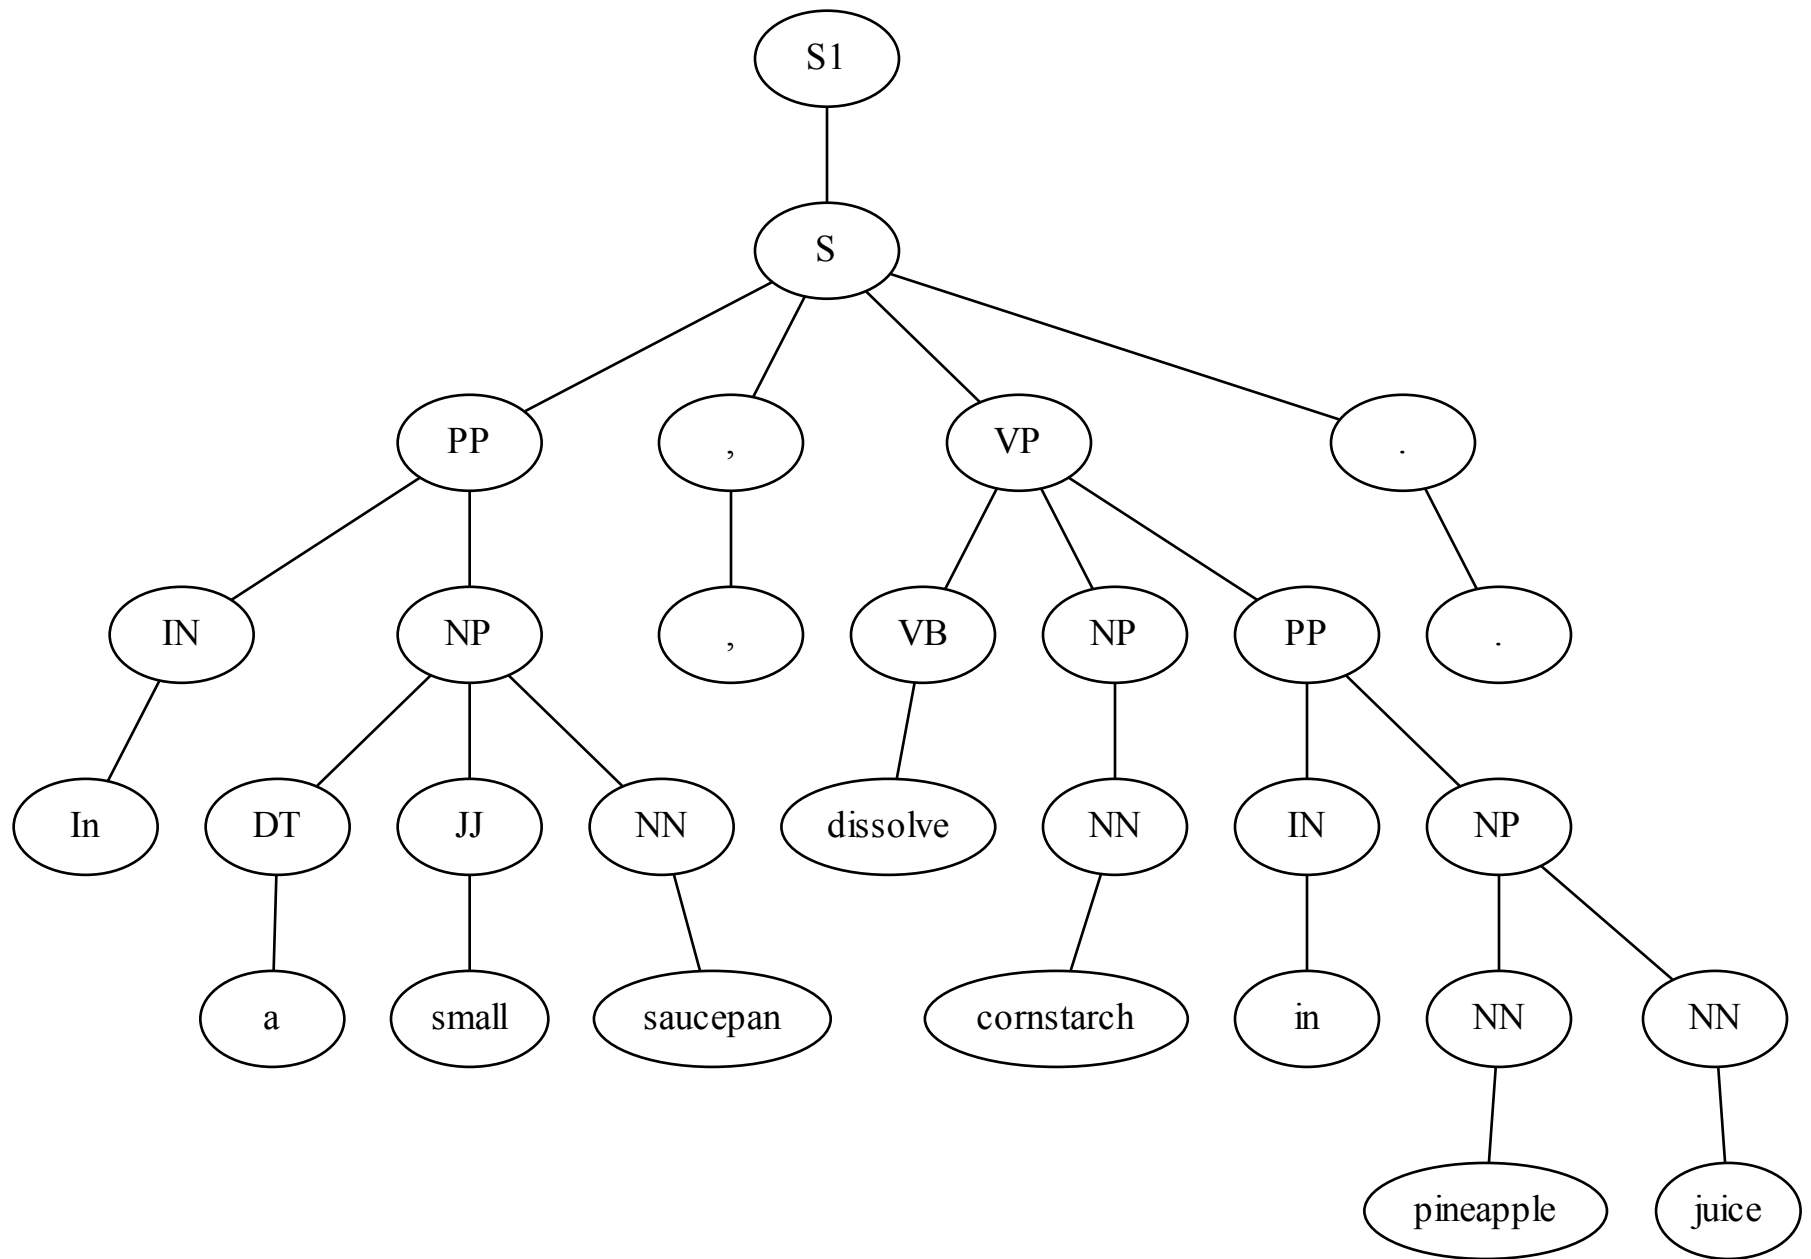 S1
S
PP , VP .
IN NP , VB NP PP .
In DT JJ NN dissolve NN IN NP
a small saucepan cornstarch in NN NN
pineapple juice